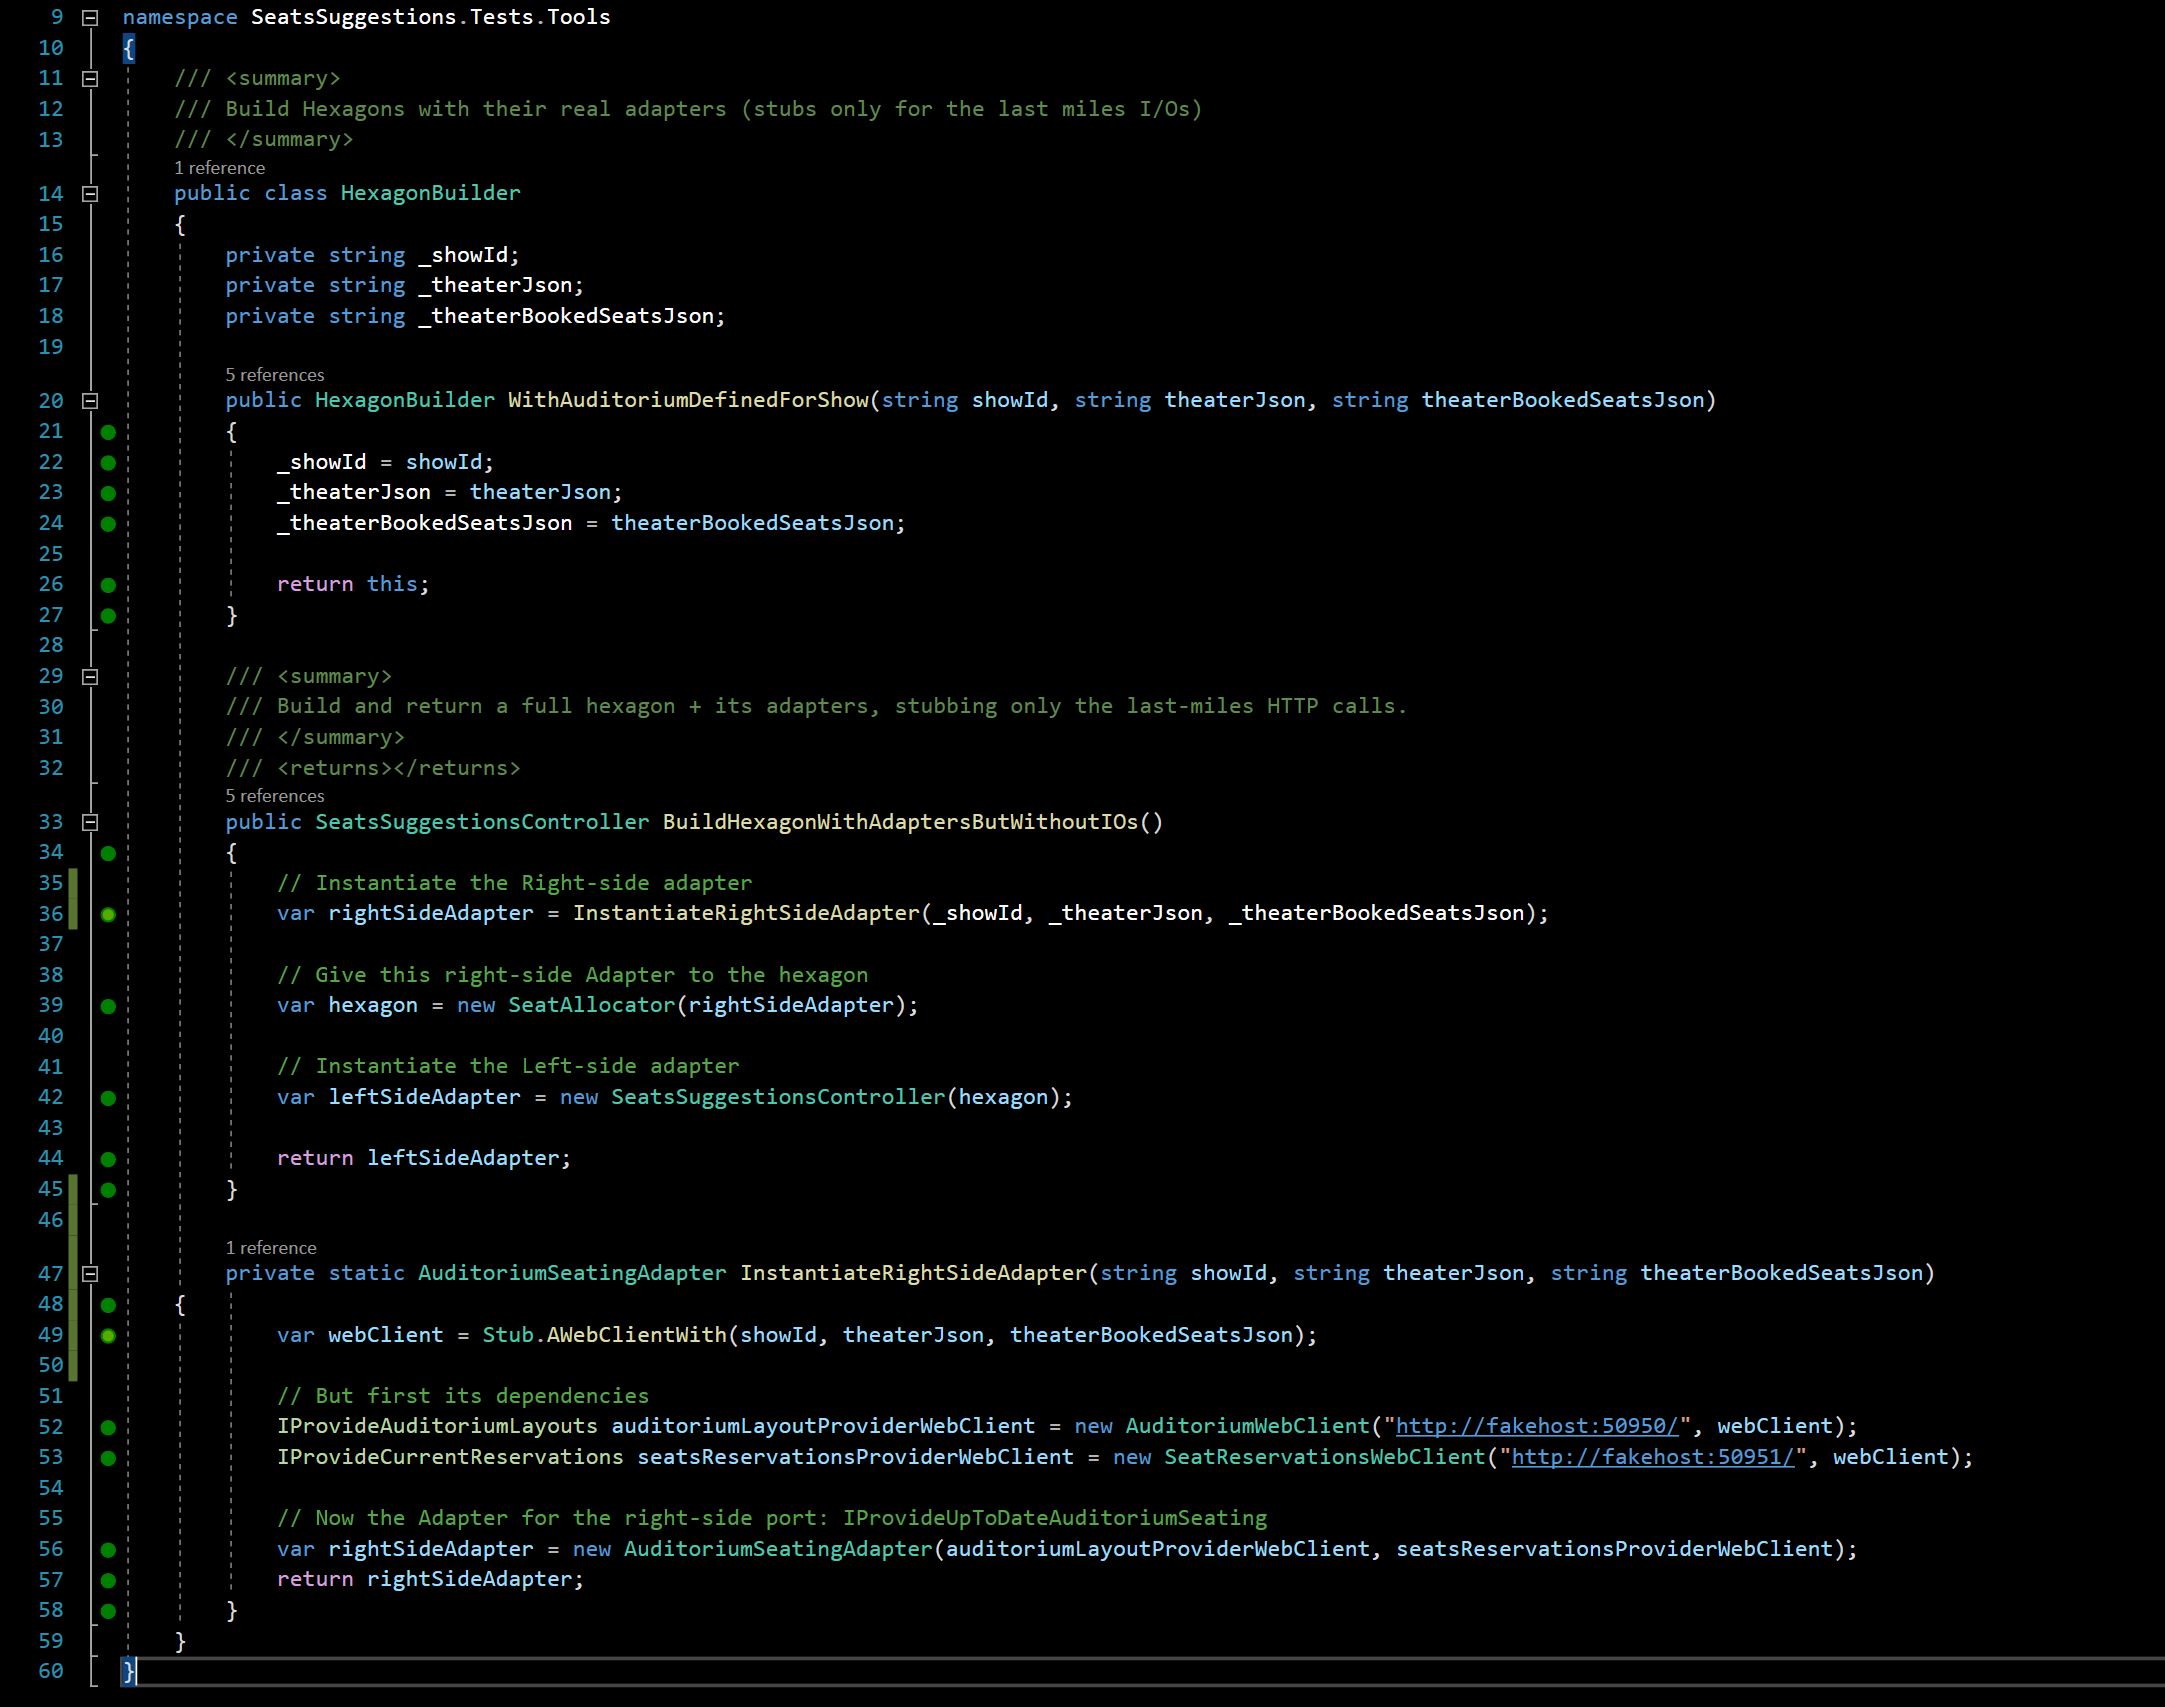 9 namespace SeatsSuggestions.Tests.Tools
10 {
11 /// <summary>
12 /// Build Hexagons with their real adapters (stubs only for the last miles I/Os)
13 /// </summary>
1 reference
14 public class HexagonBuilder
15 {
16 private string _showId;
17 private string _theaterJson;
18 private string _theaterBookedSeatsJson;
19
5 references
20 public HexagonBuilder WithAuditoriumDefinedForShow(string showId, string theaterJson, string theaterBookedSeatsJson)
21 {
22 _showId = showId;
23 _theaterJson = theaterJson;
24 _theaterBookedSeatsJson = theaterBookedSeatsJson;
25
26 return this;
27 }
28
29 /// <summary>
30 /// Build and return a full hexagon + its adapters, stubbing only the last-miles HTTP calls.
31 /// </summary>
32 /// <returns></returns>
5 references
33 public SeatsSuggestionsController BuildHexagonWithAdaptersButWithoutIOs()
34 {
35 // Instantiate the Right-side adapter
36 var rightSideAdapter = InstantiateRightSideAdapter(_showId, _theaterJson, _theaterBookedSeatsJson);
37
38 // Give this right-side Adapter to the hexagon
39 var hexagon = new SeatAllocator(rightSideAdapter);
40
41 // Instantiate the Left-side adapter
42 var leftSideAdapter = new SeatsSuggestionsController(hexagon);
43
44 return leftSideAdapter;
45 }
46
1 reference
47 private static AuditoriumSeatingAdapter InstantiateRightSideAdapter(string showId, string theaterJson, string theaterBookedSeatsJson)
48 {
49 var webClient = Stub.AWebClientWith(showId, theaterJson, theaterBookedSeatsJson);
50
51 // But first its dependencies
52 IProvideAuditoriumLayouts auditoriumLayoutProviderWebClient = new AuditoriumWebClient("http://fakehost:50950/", webClient);
53 IProvideCurrentReservations seatsReservationsProviderWebClient = new SeatReservationsWebClient("http://fakehost:50951/", webClient);
54
55 // Now the Adapter for the right-side port: IProvideUpToDateAuditoriumSeating
56 var rightSideAdapter = new AuditoriumSeatingAdapter(auditoriumLayoutProviderWebClient, seatsReservationsProviderWebClient);
57 return rightSideAdapter;
58 }
59 }
60 }